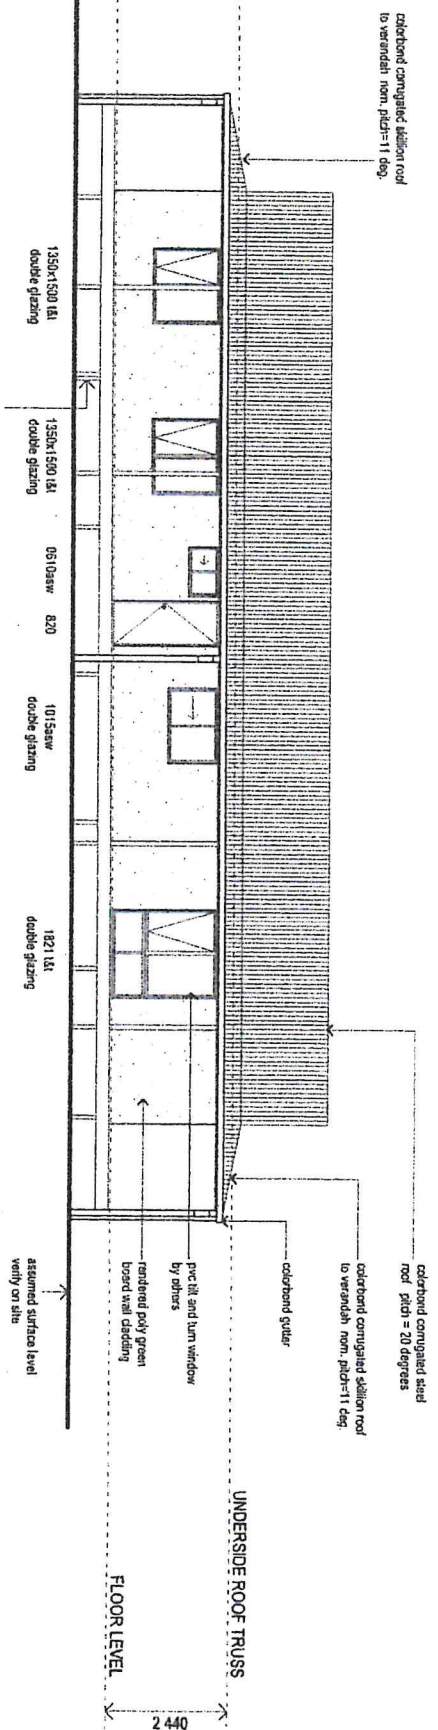 colorbond corrugated skillion roof
to verandah nom. pitch=11 deg.
colorbond corrugated steel
roof pitch = 20 degrees
colorbond corrugated skillion roof
to verandah nom. pitch=11 deg.
colorbond gutter
UNDERSIDE ROOF TRUSS
pvc tilt and turn window
by others
rendered poly green
board wall cladding
FLOOR LEVEL
2 440
1350x1500 t&t
double glazing
1350x1500 t&t
double glazing
0610asw
820
1015asw
double glazing
1821 t&t
double glazing
assumed surface level
verify on site